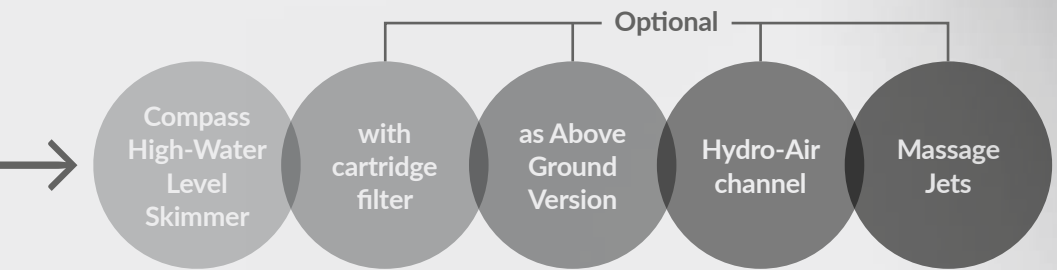 Optional
Compass
High-Water
Level
Skimmer
with
cartridge
filter
as Above
Ground
Version
Hydro-Air
channel
Massage
Jets